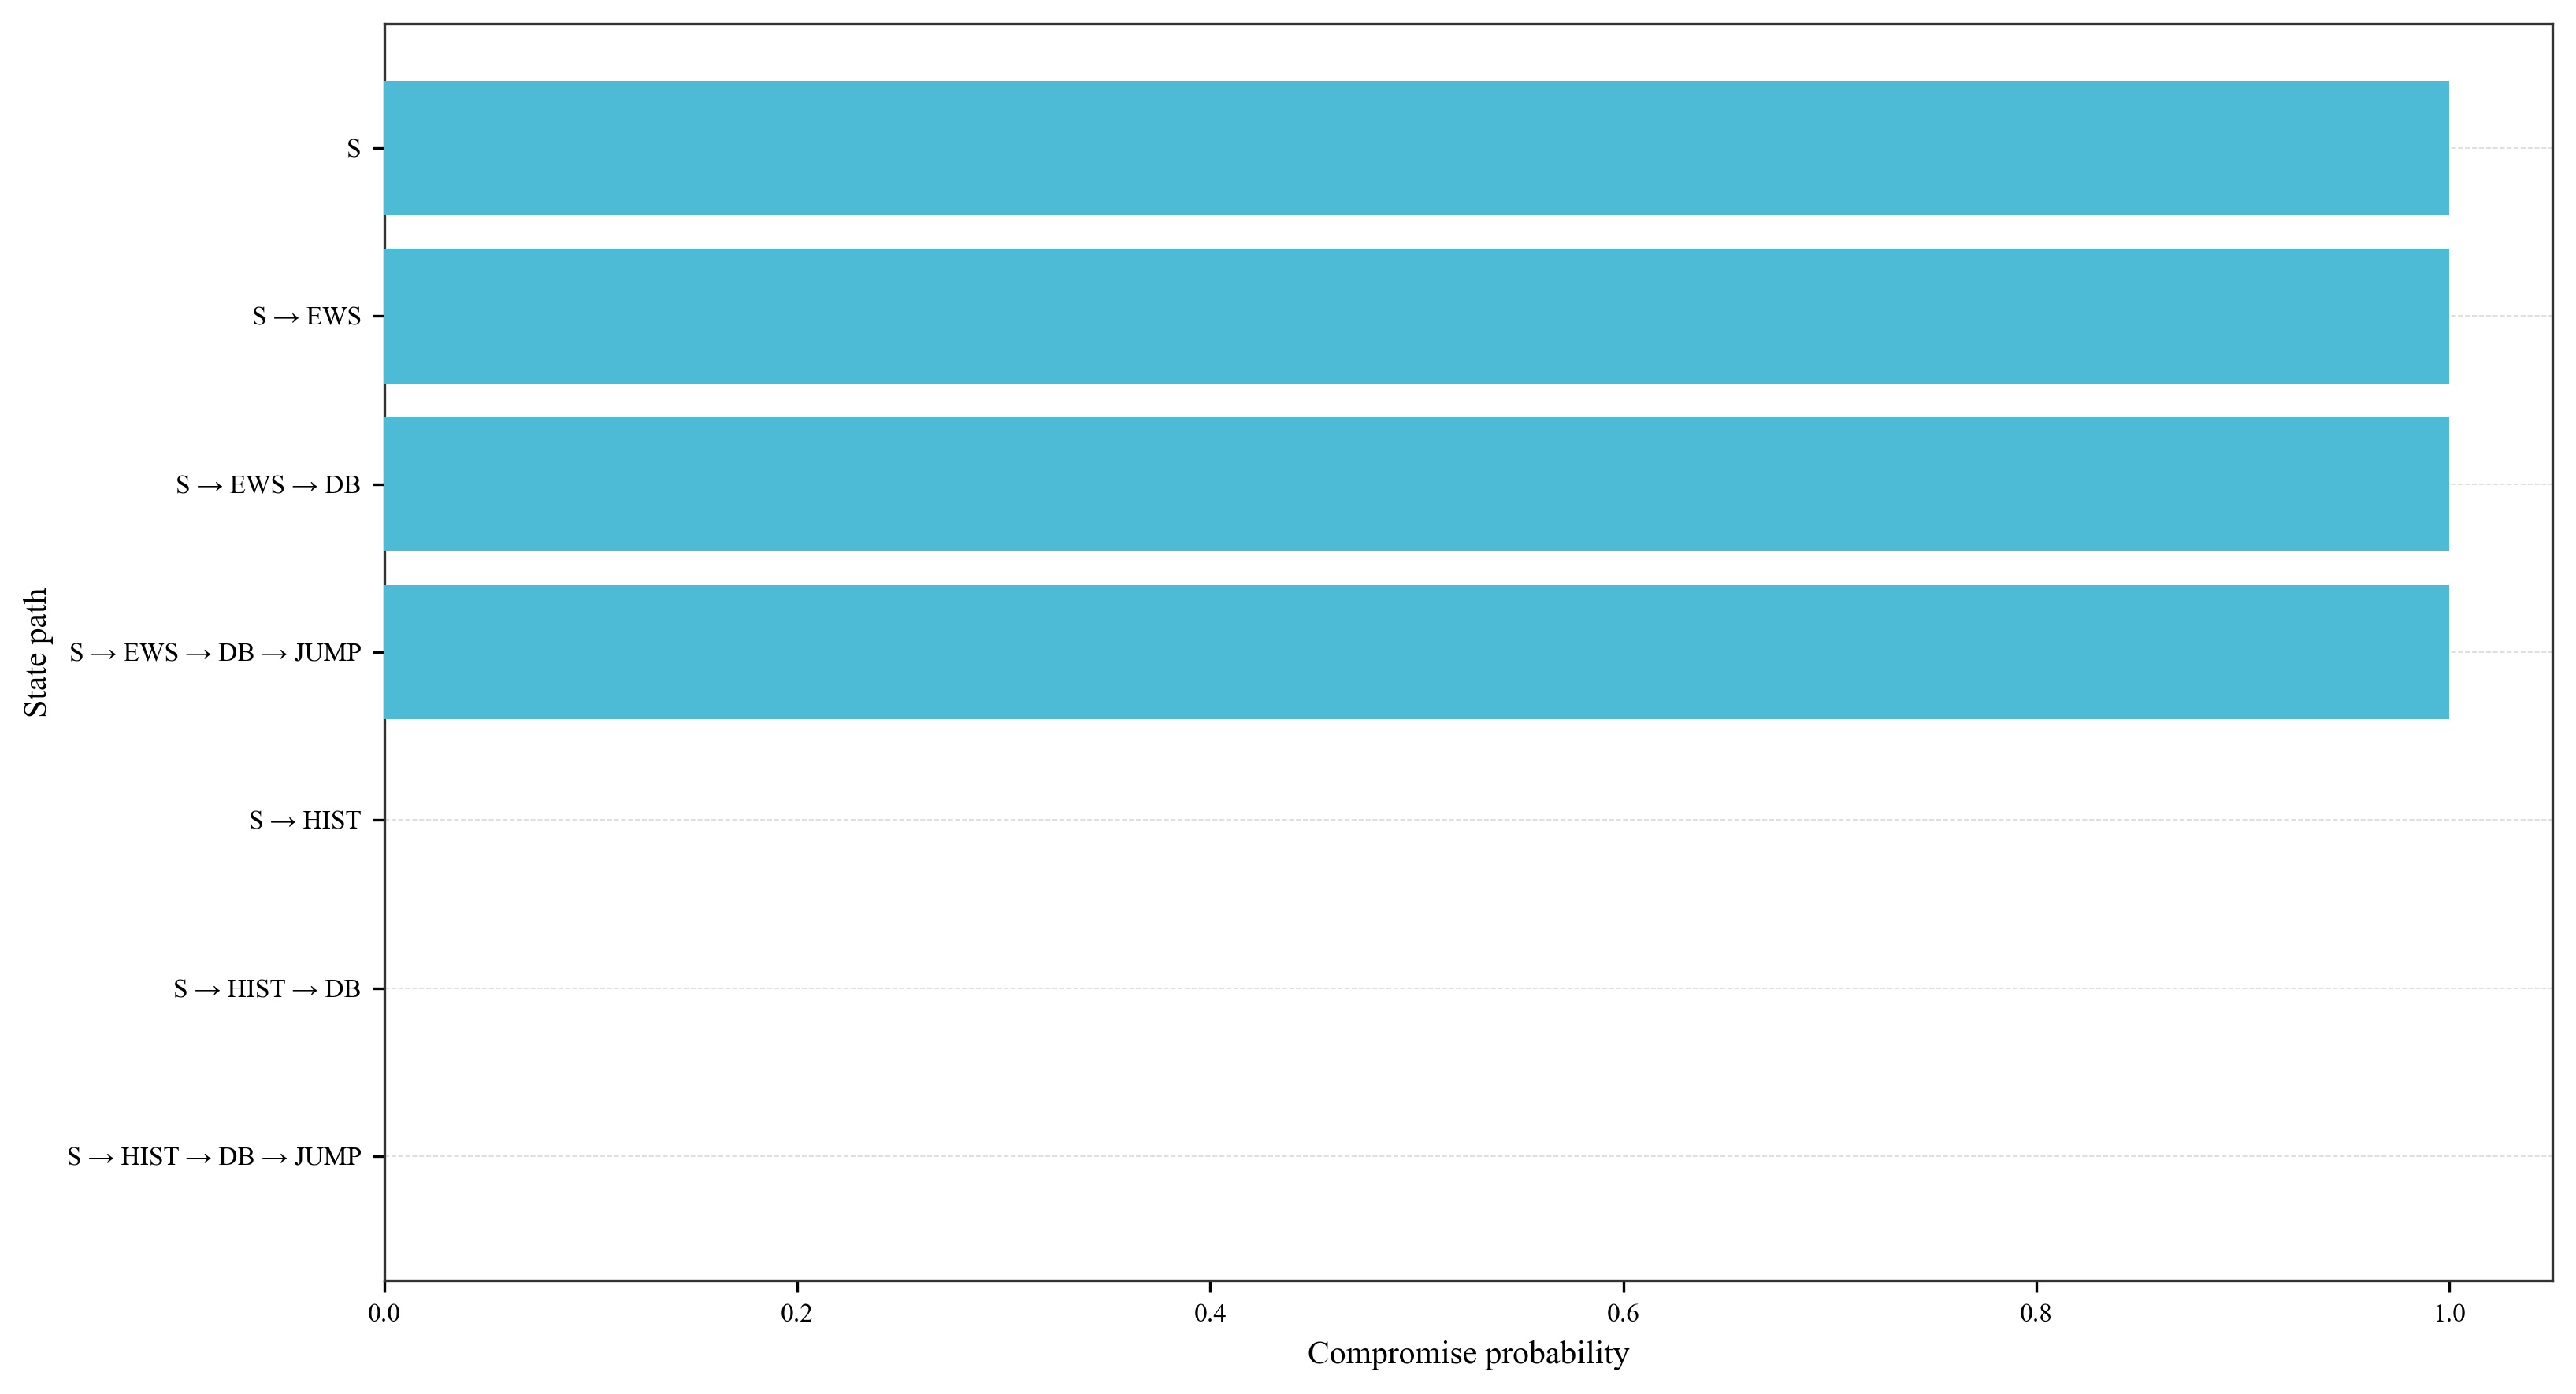 S
S → EWS
S → EWS → DB
S → EWS → DB → JUMP
S → HIST
S → HIST → DB
S → HIST → DB → JUMP
State path
0.0 0.2 0.4 0.6 0.8 1.0
Compromise probability